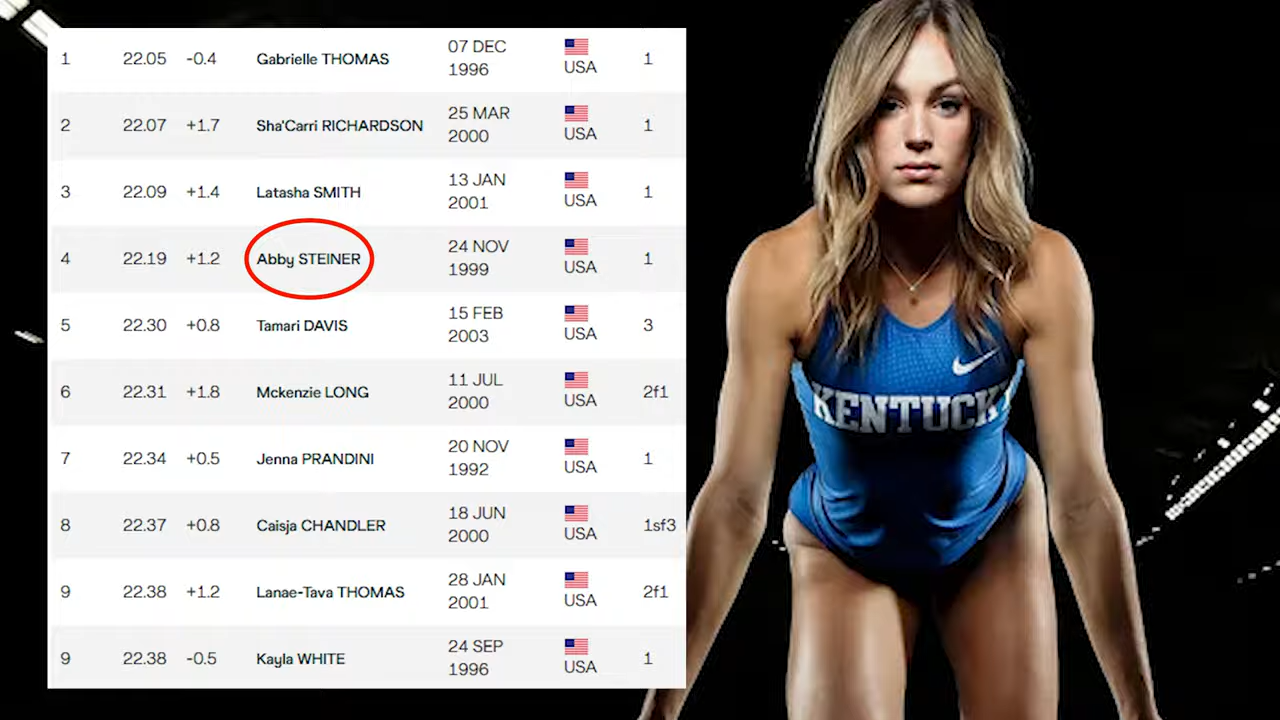 1 22.05 -0.4 Gabrielle THOMAS 07 DEC 1996 USA 1
2 22.07 +1.7 Sha'Carri RICHARDSON 25 MAR 2000 USA 1
3 22.09 +1.4 Latasha SMITH 13 JAN 2001 USA 1
4 22.19 +1.2 Abby STEINER 24 NOV 1999 USA 1
5 22.30 +0.8 Tamari DAVIS 15 FEB 2003 USA 3
6 22.31 +1.8 Mckenzie LONG 11 JUL 2000 USA 2f1
7 22.34 +0.5 Jenna PRANDINI 20 NOV 1992 USA 1
8 22.37 +0.8 Caisja CHANDLER 18 JUN 2000 USA 1sf3
9 22.38 +1.2 Lanae-Tava THOMAS 28 JAN 2001 USA 2f1
9 22.38 -0.5 Kayla WHITE 24 SEP 1996 USA 1
KENTUCKY